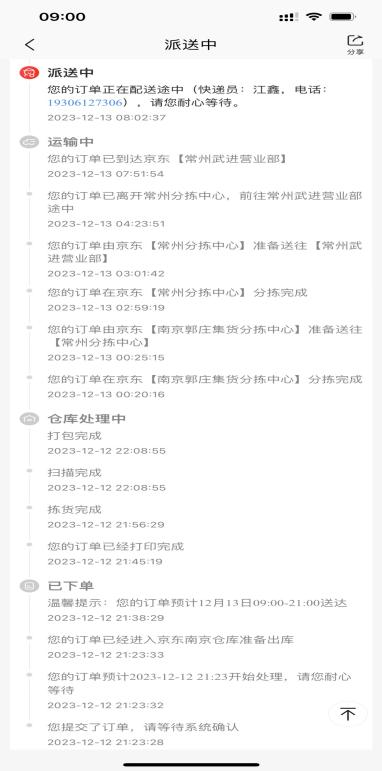 09:00
派送中
分享
派送中
您的订单正在配送途中（快递员：江鑫，电话：
19306127306），请您耐心等待。
2023-12-13 08:02:37
运输中
您的订单已到达京东【常州武进营业部】
2023-12-13 07:51:54
您的订单已离开常州分拣中心，前往常州武进营业部
途中
2023-12-13 04:23:51
您的订单由京东【常州分拣中心】准备送往【常州武
进营业部】
2023-12-13 03:01:42
您的订单在京东【常州分拣中心】分拣完成
2023-12-13 02:59:19
您的订单由京东【南京郭庄集货分拣中心】准备送往
【常州分拣中心】
2023-12-13 00:25:15
您的订单在京东【南京郭庄集货分拣中心】分拣完成
2023-12-13 00:20:16
仓库处理中
打包完成
2023-12-12 22:08:55
扫描完成
2023-12-12 22:08:55
拣货完成
2023-12-12 21:56:29
您的订单已经打印完成
2023-12-12 21:45:19
已下单
温馨提示：您的订单预计12月13日09:00-21:00送达
2023-12-12 21:38:29
您的订单已经进入京东南京仓库准备出库
2023-12-12 21:23:33
您的订单预计2023-12-12 21:23开始处理，请您耐心
等待
2023-12-12 21:23:32
您提交了订单，请等待系统确认
2023-12-12 21:23:28